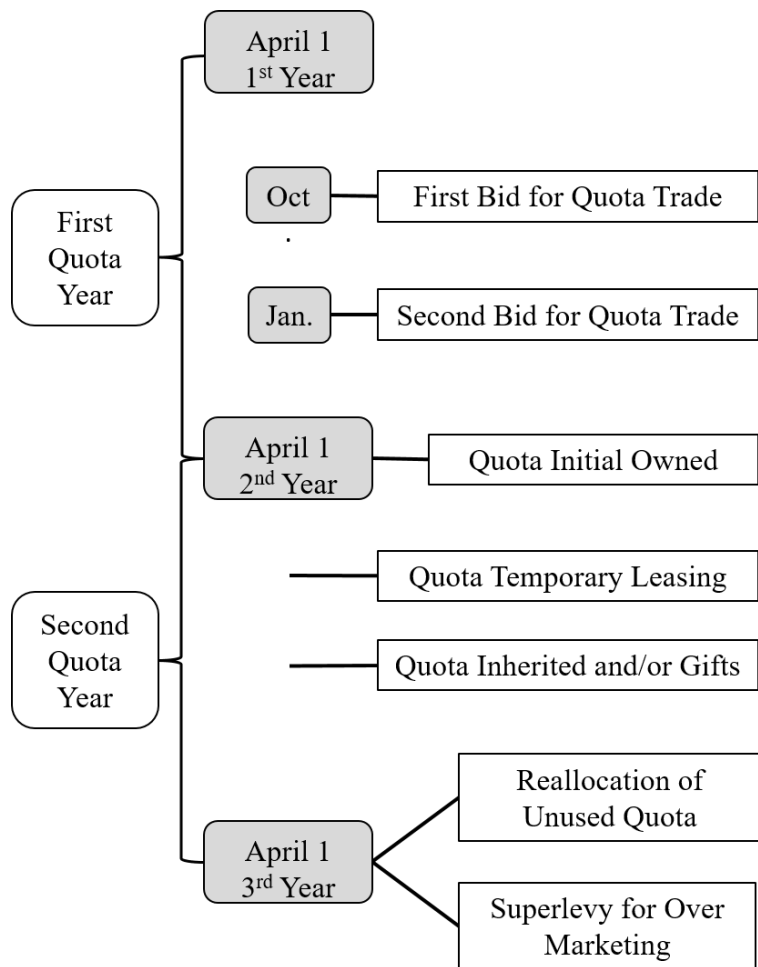 April 1
1st Year
Oct
First Bid for Quota Trade
.
First
Quota
Year
Jan.
Second Bid for Quota Trade
April 1
2nd Year
Quota Initial Owned
Quota Temporary Leasing
Second
Quota
Year
Quota Inherited and/or Gifts
Reallocation of
Unused Quota
April 1
3rd Year
Superlevy for Over
Marketing